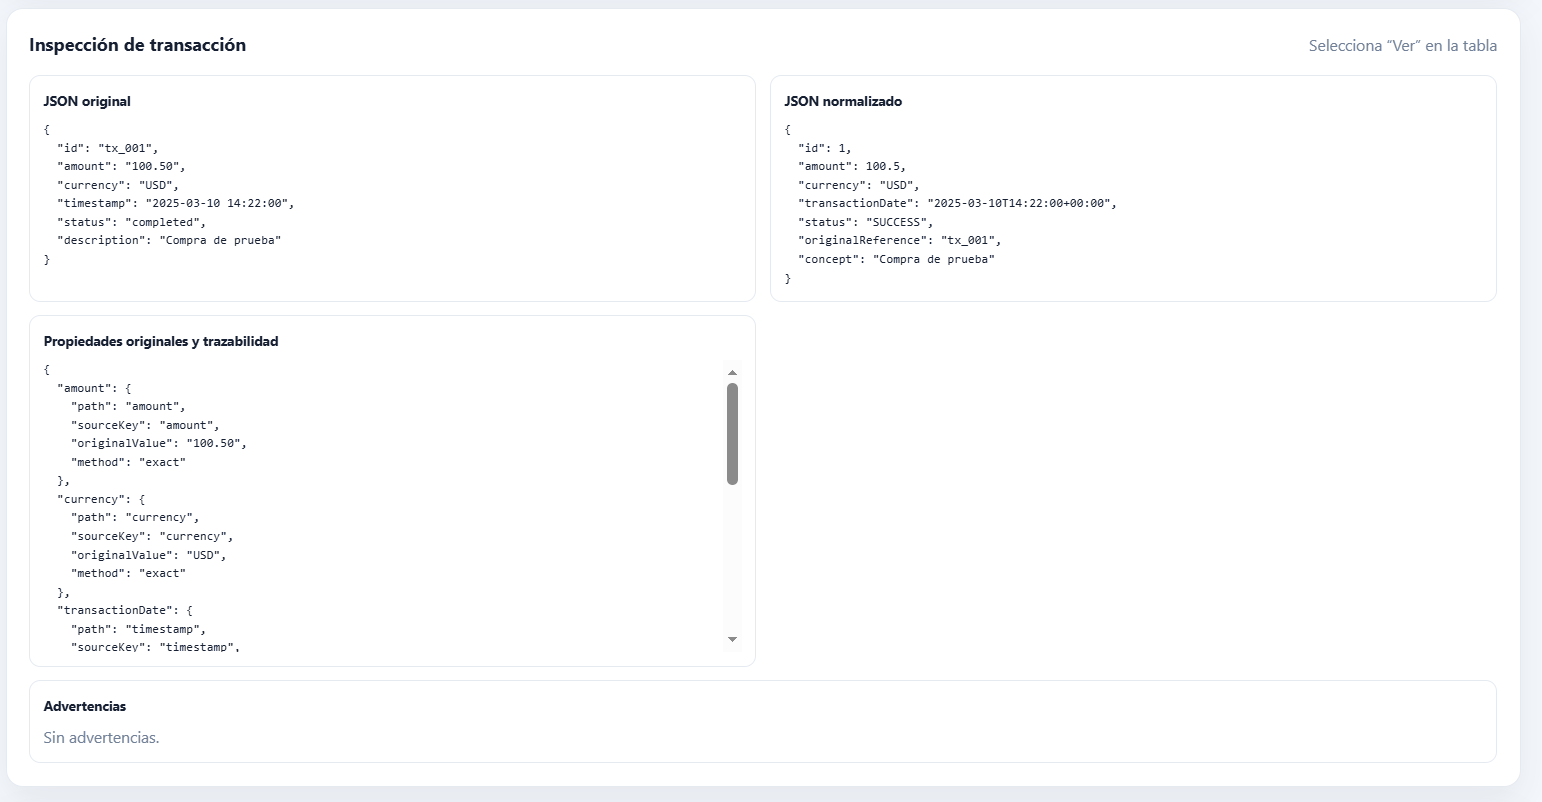 Inspección de transacción
Selecciona “Ver” en la tabla
JSON original
{
  "id": "tx_001",
  "amount": "100.50",
  "currency": "USD",
  "timestamp": "2025-03-10 14:22:00",
  "status": "completed",
  "description": "Compra de prueba"
}
JSON normalizado
{
  "id": 1,
  "amount": 100.5,
  "currency": "USD",
  "transactionDate": "2025-03-10T14:22:00+00:00",
  "status": "SUCCESS",
  "originalReference": "tx_001",
  "concept": "Compra de prueba"
}
Propiedades originales y trazabilidad
{
  "amount": {
    "path": "amount",
    "sourceKey": "amount",
    "originalValue": "100.50",
    "method": "exact"
  },
  "currency": {
    "path": "currency",
    "sourceKey": "currency",
    "originalValue": "USD",
    "method": "exact"
  },
  "transactionDate": {
    "path": "timestamp",
    "sourceKey": "timestamp",
Advertencias
Sin advertencias.